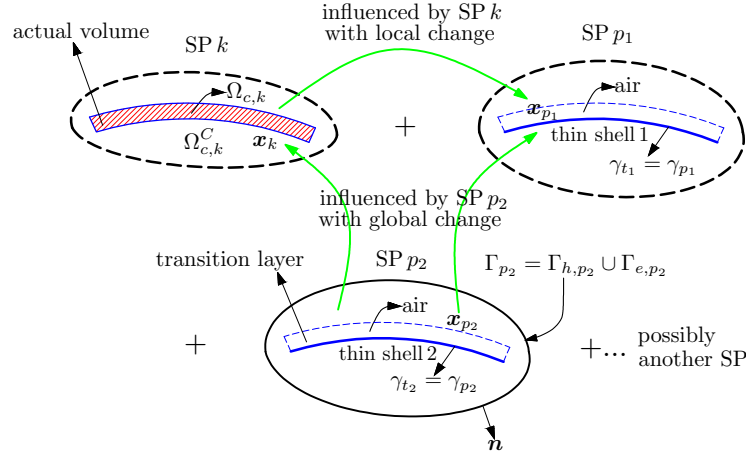 influenced by SP k
with local change
actual volume
SP k
SP p₁
Ω_{c,k}
air
x_{p₁}
+
Ω^C_{c,k}
x_k
thin shell 1
γ_{t₁} = γ_{p₁}
influenced by SP p₂
with global change
transition layer
SP p₂
Γ_{p₂} = Γ_{h,p₂} ∪ Γ_{e,p₂}
air
x_{p₂}
+
thin shell 2
+... possibly
another SP
γ_{t₂} = γ_{p₂}
n